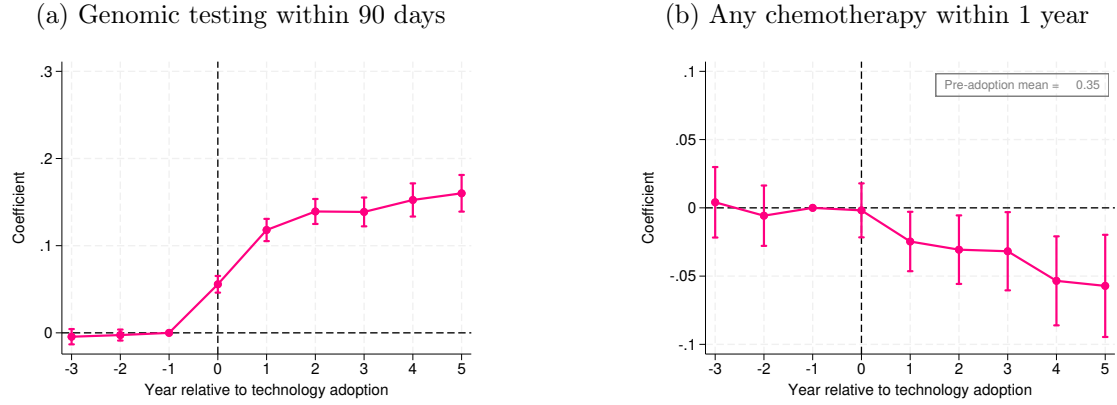 (a) Genomic testing within 90 days
.3
.2
.1
0
Coefficient
-3 -2 -1 0 1 2 3 4 5
Year relative to technology adoption
(b) Any chemotherapy within 1 year
Pre-adoption mean = 0.35
.1
.05
0
-.05
-.1
Coefficient
-3 -2 -1 0 1 2 3 4 5
Year relative to technology adoption